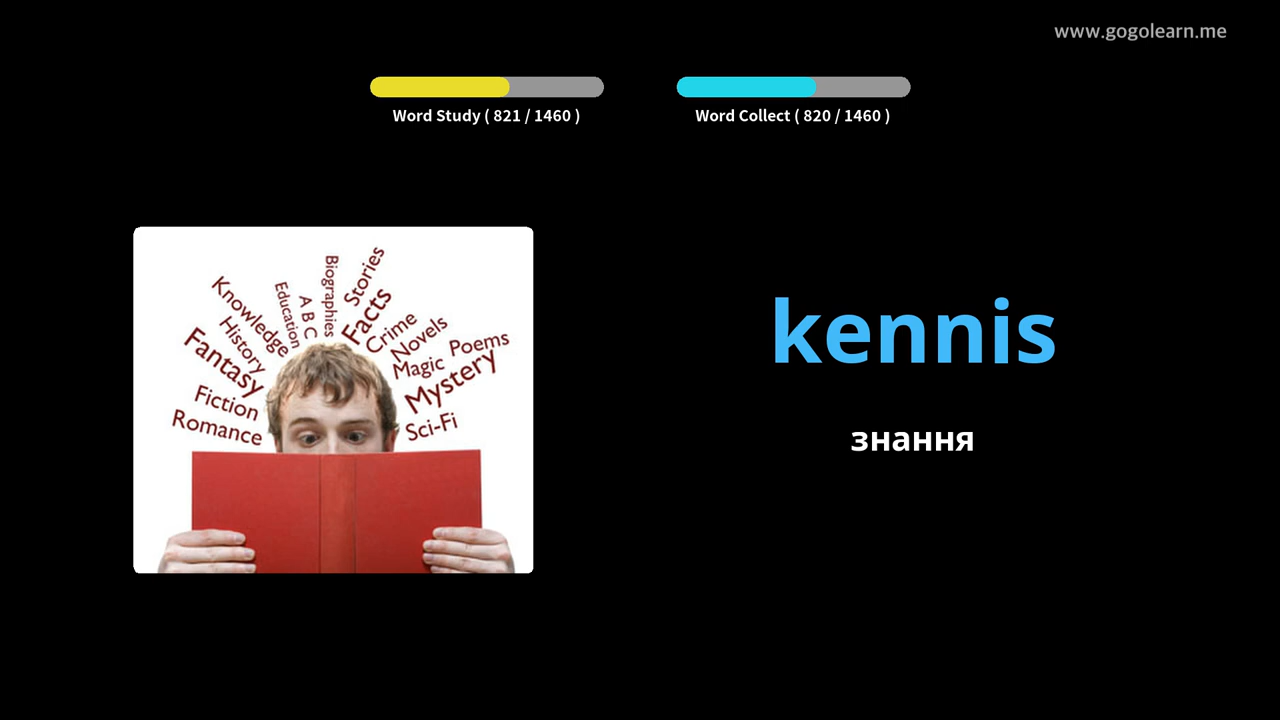 www.gogolearn.me
Word Study ( 821 / 1460 )
Word Collect ( 820 / 1460 )
Romance
Fiction
Fantasy
History
Knowledge
Education
A B C
Biographies
Stories
Facts
Crime
Novels
Magic
Poems
Mystery
Sci-Fi
kennis
знання